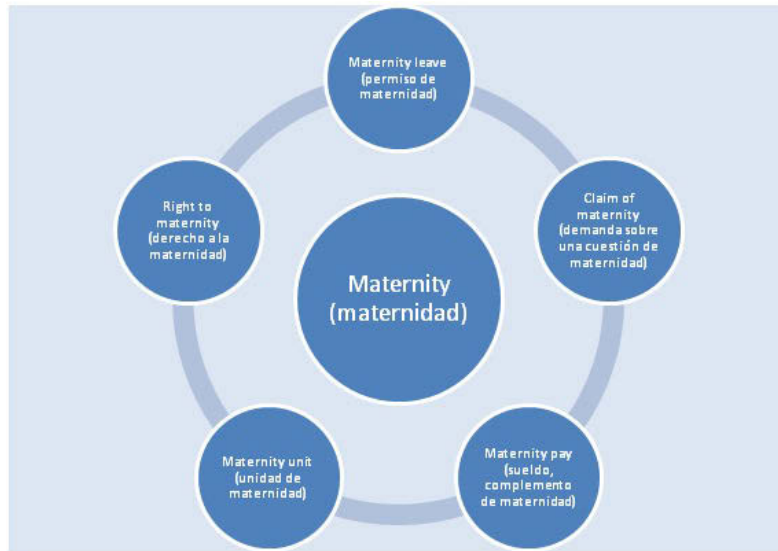 Maternity leave
(permiso de
maternidad)
Claim of
maternity
(demanda sobre
una cuestión de
maternidad)
Maternity pay
(sueldo,
complemento
de maternidad)
Maternity unit
(unidad de
maternidad)
Right to
maternity
(derecho a la
maternidad)
Maternity
(maternidad)